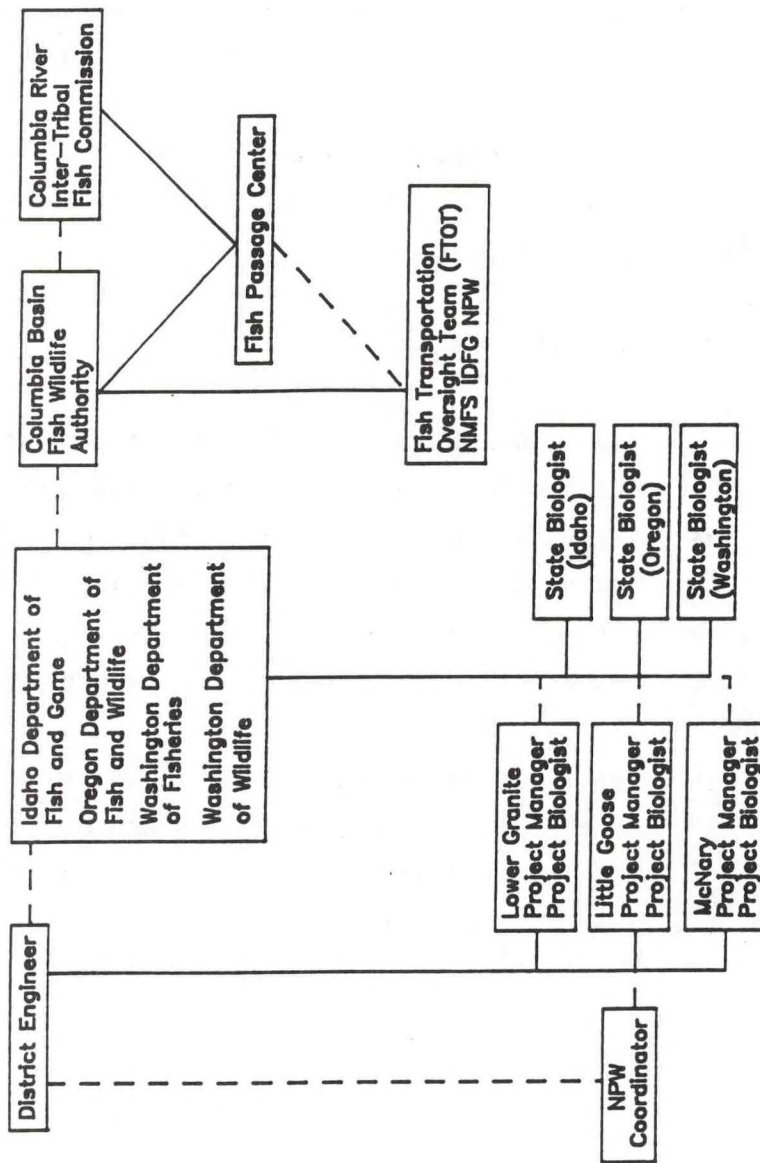 District Engineer
Idaho Department of
Fish and Game
Oregon Department of
Fish and Wildlife
Washington Department
of Fisheries
Washington Department
of Wildlife
Columbia Basin
Fish Wildlife
Authority
Columbia River
Inter-Tribal
Fish Commission
Fish Passage Center
Fish Transportation
Oversight Team (FTOT)
NMFS IDFG NPW
NPW
Coordinator
Lower Granite
Project Manager
Project Biologist
Little Goose
Project Manager
Project Biologist
McNary
Project Manager
Project Biologist
State Biologist
(Idaho)
State Biologist
(Oregon)
State Biologist
(Washington)